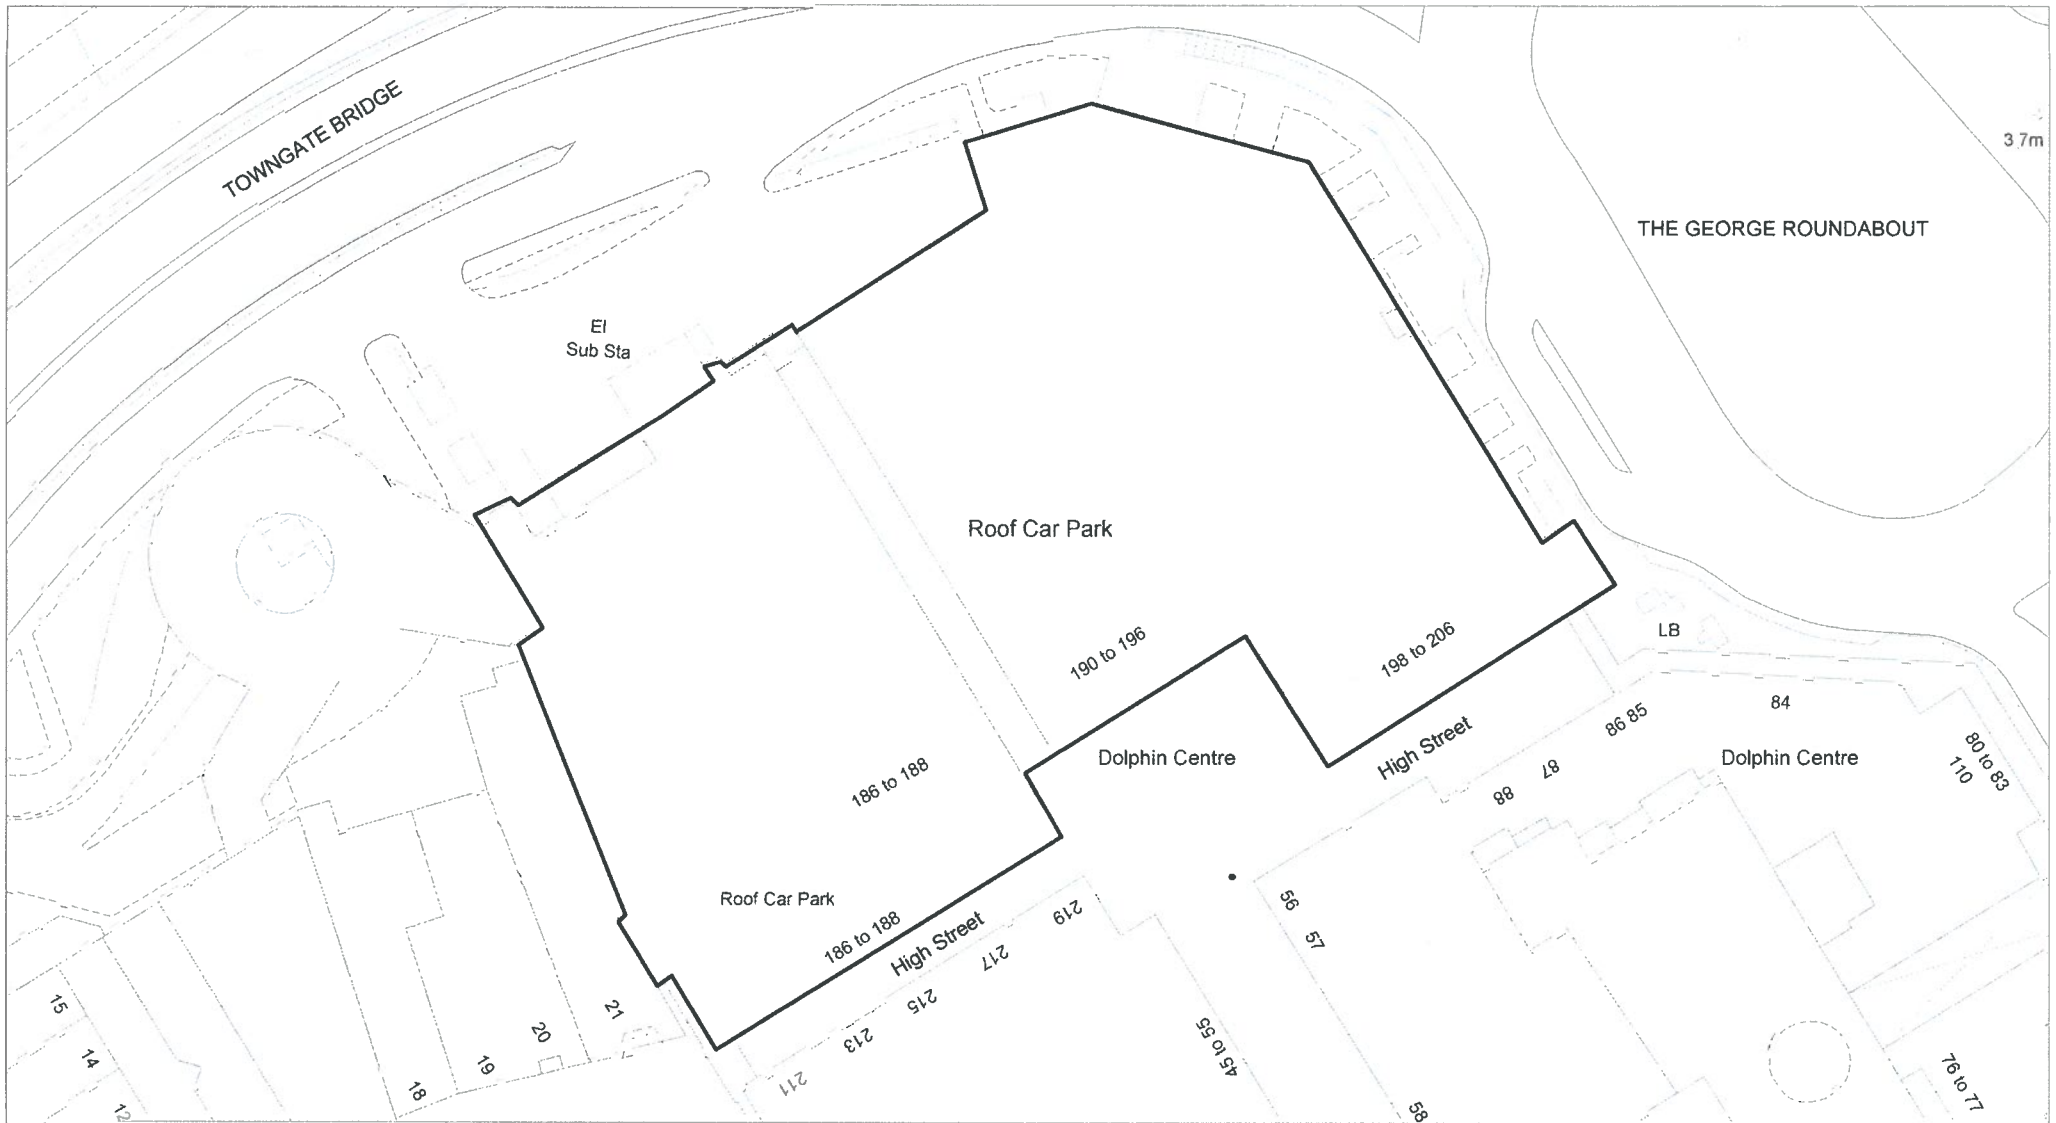 TOWNGATE BRIDGE
3.7m
THE GEORGE ROUNDABOUT
El
Sub Sta
Roof Car Park
190 to 196
198 to 206
LB
84
86 85
High Street
Dolphin Centre
Dolphin Centre
80 to 83
110
87
88
186 to 188
Roof Car Park
186 to 188
High Street
219
217
215
213
211
56
57
58
45 to 55
76 to 77
21
20
19
18
15
14
12